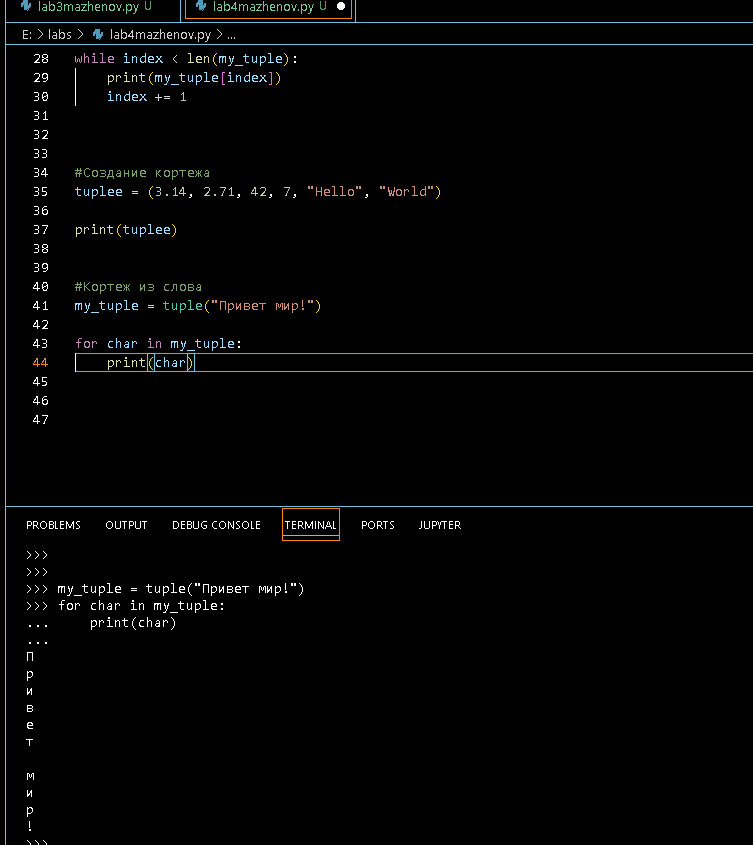 lab3mazhenov.py U lab4mazhenov.py U
E: > labs > lab4mazhenov.py > ...
28 while index < len(my_tuple):
29 print(my_tuple[index])
30 index += 1
31
32
33
34 #Создание кортежа
35 tuplee = (3.14, 2.71, 42, 7, "Hello", "World")
36
37 print(tuplee)
38
39
40 #Кортеж из слова
41 my_tuple = tuple("Привет мир!")
42
43 for char in my_tuple:
44 print(char)
45
46
47
PROBLEMS OUTPUT DEBUG CONSOLE TERMINAL PORTS JUPYTER
>>>
>>>
>>> my_tuple = tuple("Привет мир!")
>>> for char in my_tuple:
... print(char)
...
П
р
и
в
е
т
м
и
р
!
>>>